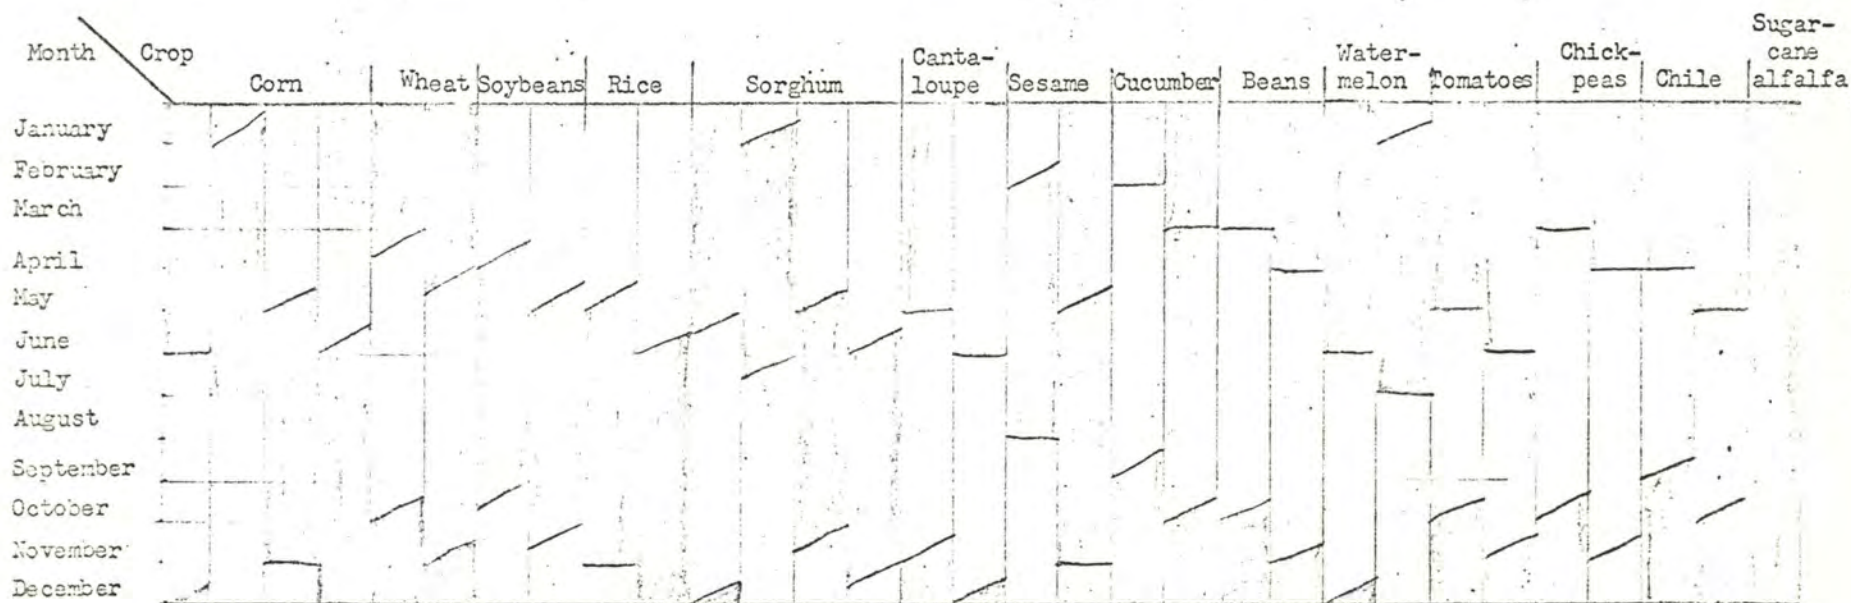 Sugar-
Month Crop Canta- Water- Chick- cane
Corn Wheat Soybeans Rice Sorghum loupe Sesame Cucumber Beans melon Tomatoes peas Chile alfalfa
January
February
March
April
May
June
July
August
September
October
November
December